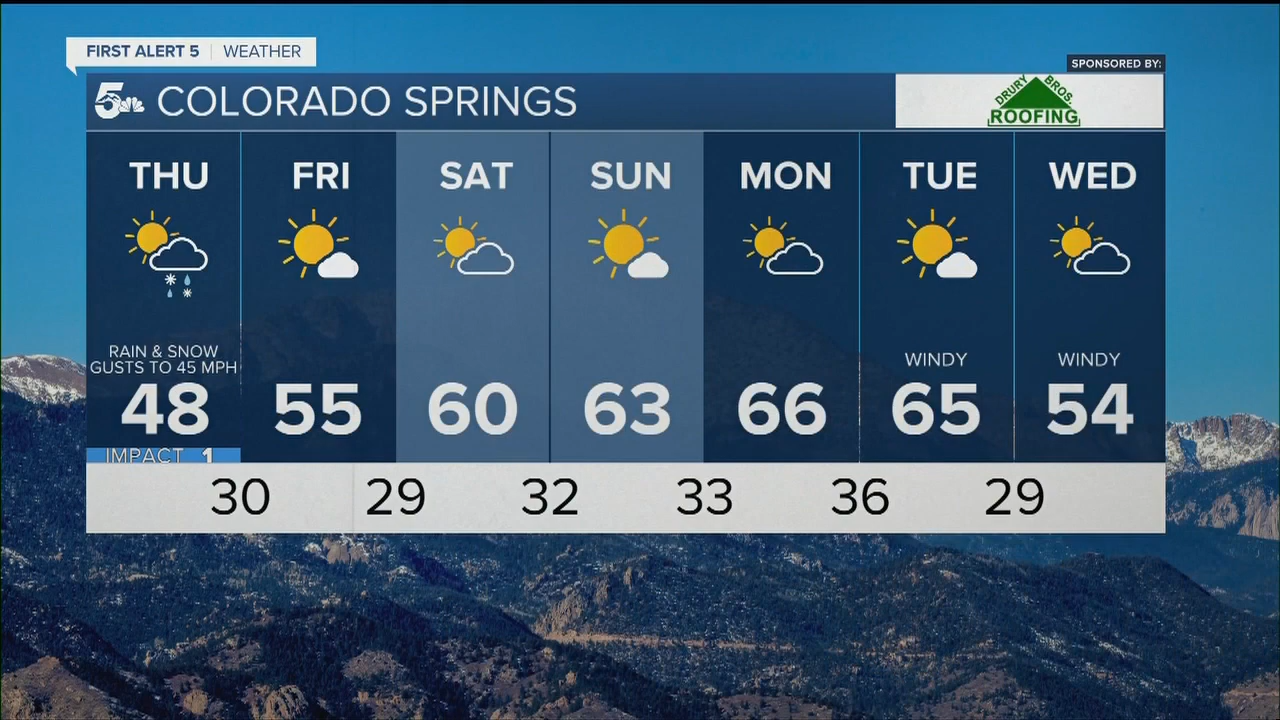 FIRST ALERT 5 | WEATHER
SPONSORED BY:
5 COLORADO SPRINGS
DRURY BROS.
ROOFING
THU FRI SAT SUN MON TUE WED
RAIN & SNOW
GUSTS TO 45 MPH
WINDY WINDY
48 55 60 63 66 65 54
IMPACT 1
30 29 32 33 36 29